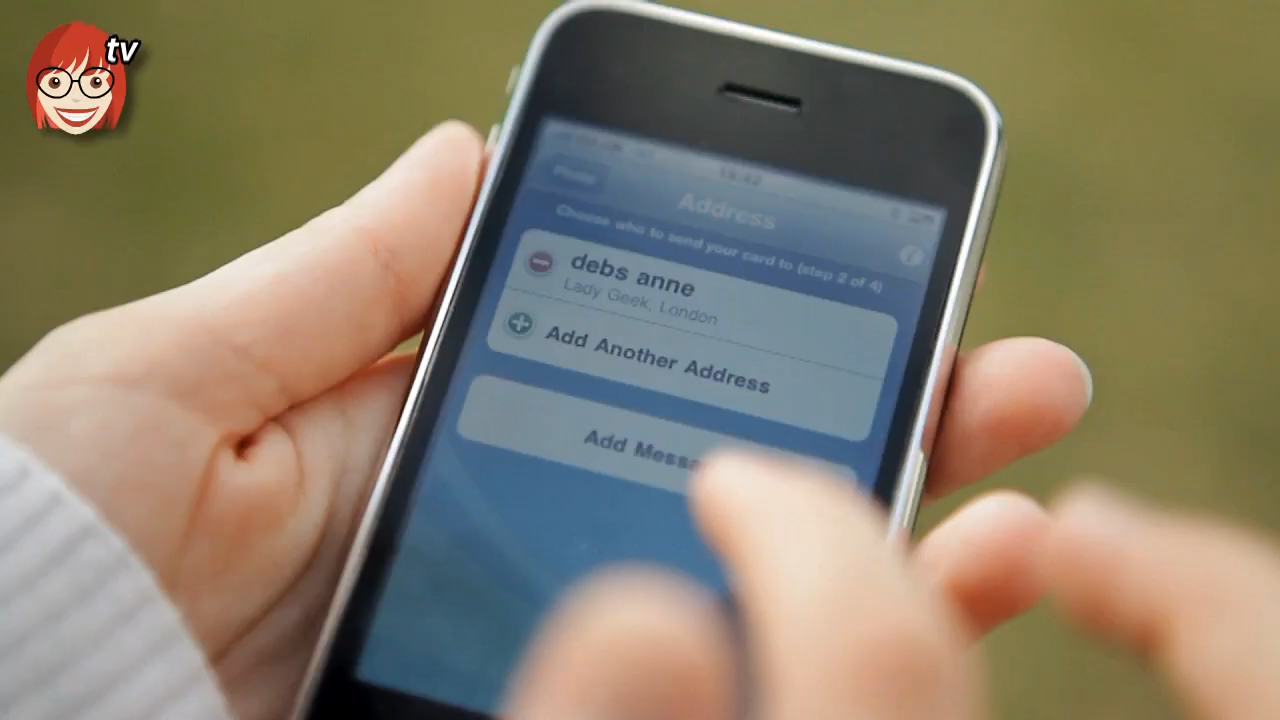 tv
Address
Choose who to send your card to (step 2 of 4)
debs anne
Lady Geek, London
Add Another Address
Add Messa